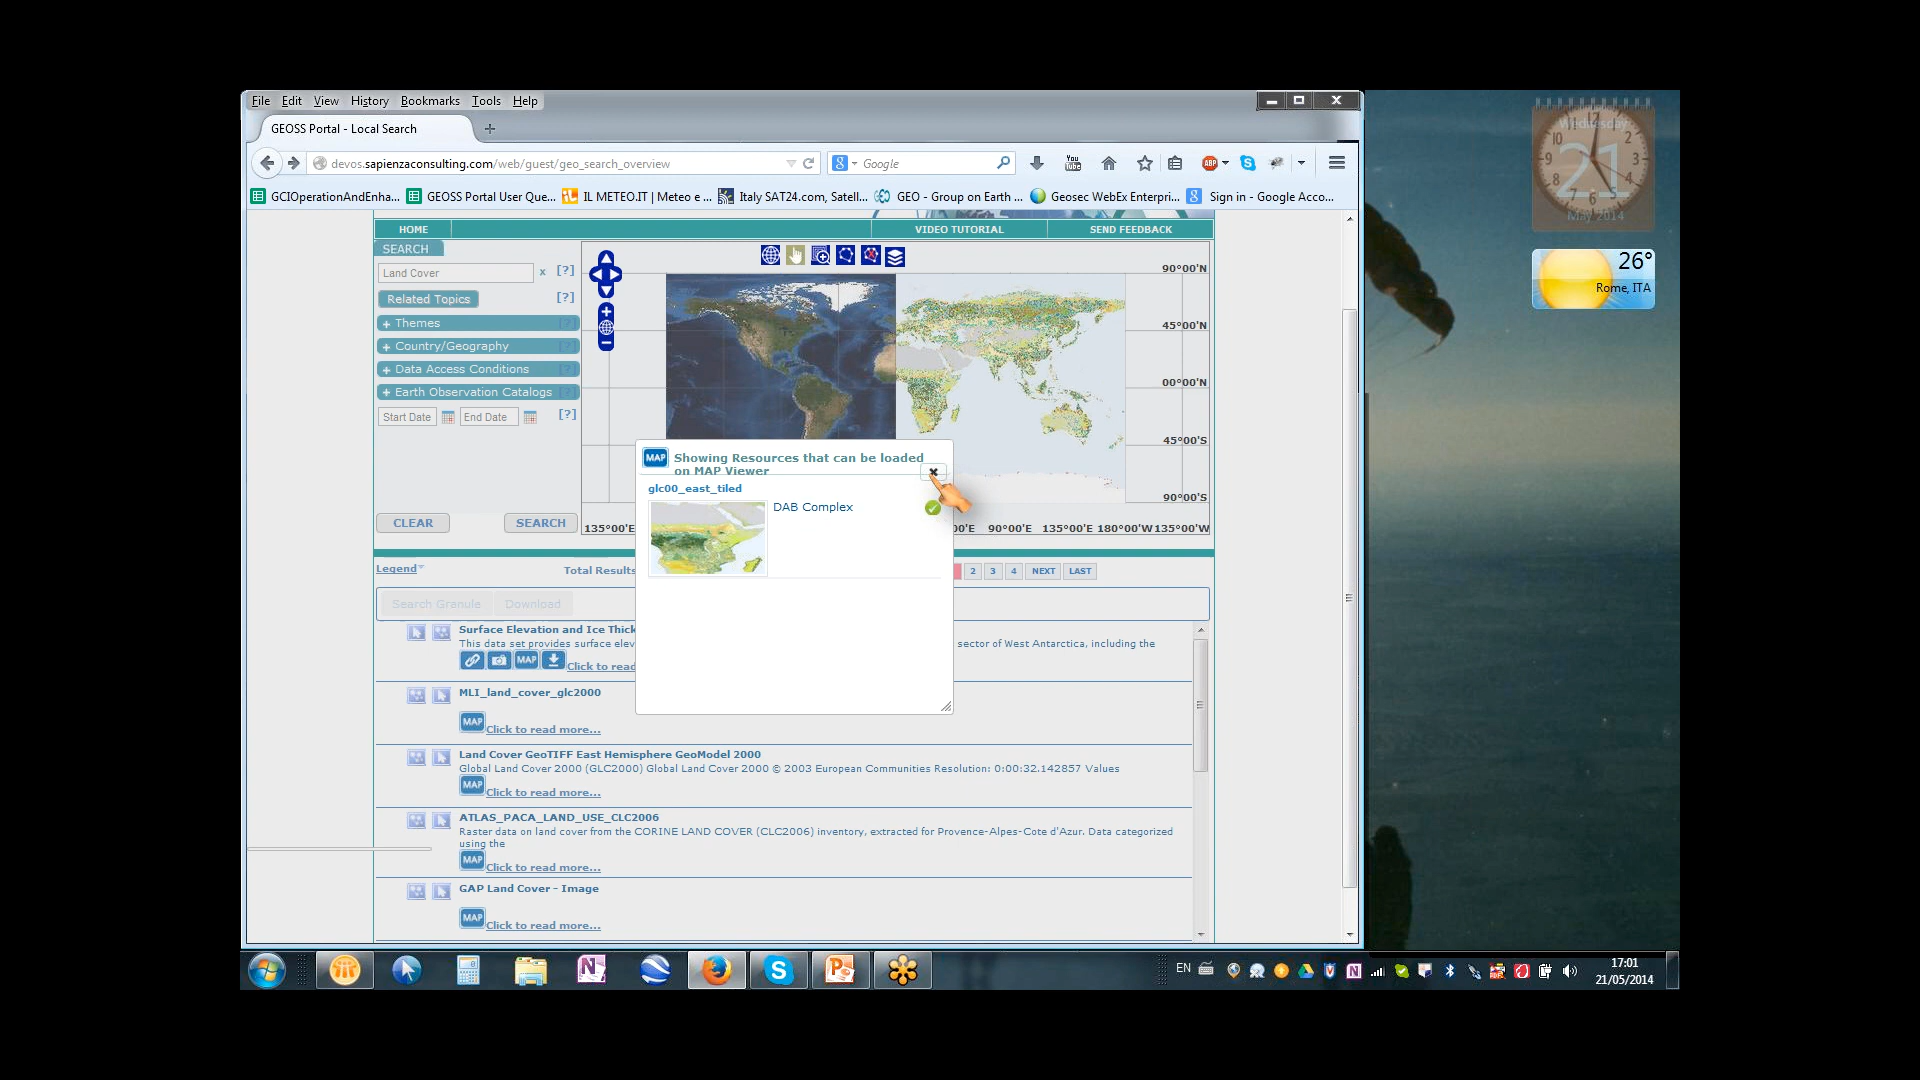 File Edit View History Bookmarks Tools Help
GEOSS Portal - Local Search
devos.sapienzaconsulting.com/web/guest/geo_search_overview
Google
GCIOperationAndEnha...
GEOSS Portal User Que...
IL METEO.IT | Meteo e ...
Italy SAT24.com, Satell...
GEO - Group on Earth ...
Geosec WebEx Enterpri...
Sign in - Google Acco...
HOME
VIDEO TUTORIAL
SEND FEEDBACK
SEARCH
Land Cover x [?]
Related Topics [?]
+ Themes [?]
+ Country/Geography [?]
+ Data Access Conditions [?]
+ Earth Observation Catalogs [?]
Start Date End Date [?]
CLEAR SEARCH
90°00'N
45°00'N
00°00'N
45°00'S
90°00'S
135°00'E 90°00'E 135°00'E 180°00'W 135°00'W
MAP Showing Resources that can be loaded
on MAP Viewer
glc00_east_tiled
DAB Complex
Legend
Total Results
2 3 4 NEXT LAST
Search Granule Download
Surface Elevation and Ice Thick
This data set provides surface elev sector of West Antarctica, including the
MAP Click to read
MLI_land_cover_glc2000
MAP Click to read more...
Land Cover GeoTIFF East Hemisphere GeoModel 2000
Global Land Cover 2000 (GLC2000) Global Land Cover 2000 © 2003 European Communities Resolution: 0:00:32.142857 Values
MAP Click to read more...
ATLAS_PACA_LAND_USE_CLC2006
Raster data on land cover from the CORINE LAND COVER (CLC2006) inventory, extracted for Provence-Alpes-Cote d'Azur. Data categorized
using the
MAP Click to read more...
GAP Land Cover - Image
MAP Click to read more...
Wednesday
21
May 2014
26°
Rome, ITA
EN
17:01
21/05/2014